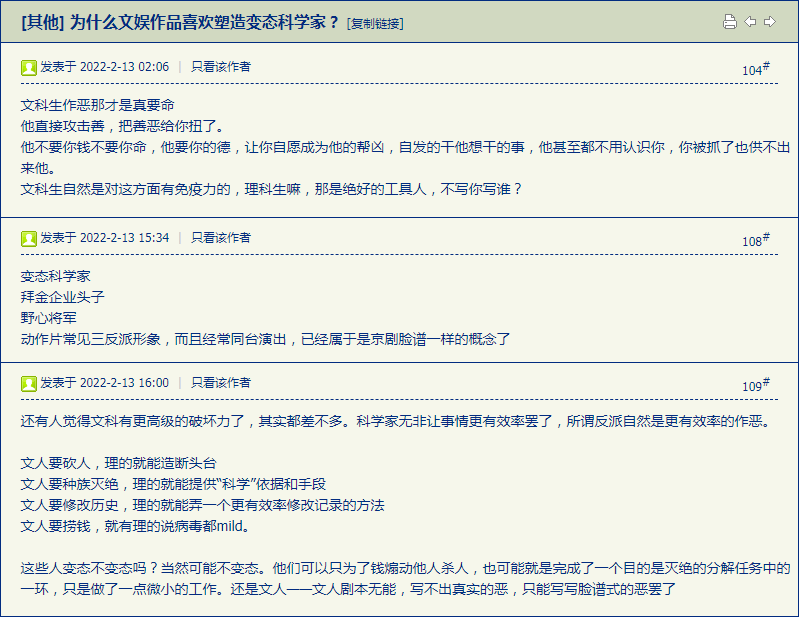 [其他] 为什么文娱作品喜欢塑造变态科学家？ [复制链接]
发表于 2022-2-13 02:06 | 只看该作者 104#
文科生作恶那才是真要命
他直接攻击善，把善恶给你扭了。
他不要你钱不要你命，他要你的德，让你自愿成为他的帮凶，自发的干他想干的事，他甚至都不用认识你，你被抓了也供不出
来他。
文科生自然是对这方面有免疫力的，理科生嘛，那是绝好的工具人，不写你写谁？
发表于 2022-2-13 15:34 | 只看该作者 108#
变态科学家
拜金企业头子
野心将军
动作片常见三反派形象，而且经常同台演出，已经属于是京剧脸谱一样的概念了
发表于 2022-2-13 16:00 | 只看该作者 109#
还有人觉得文科有更高级的破坏力了，其实都差不多。科学家无非让事情更有效率罢了，所谓反派自然是更有效率的作恶。
文人要砍人，理的就能造断头台
文人要种族灭绝，理的就能提供“科学”依据和手段
文人要修改历史，理的就能弄一个更有效率修改记录的方法
文人要捞钱，就有理的说病毒都mild。
这些人变态不变态吗？当然可能不变态。他们可以只为了钱煽动他人杀人，也可能就是完成了一个目的是灭绝的分解任务中的
一环，只是做了一点微小的工作。还是文人——文人剧本无能，写不出真实的恶，只能写写脸谱式的恶罢了